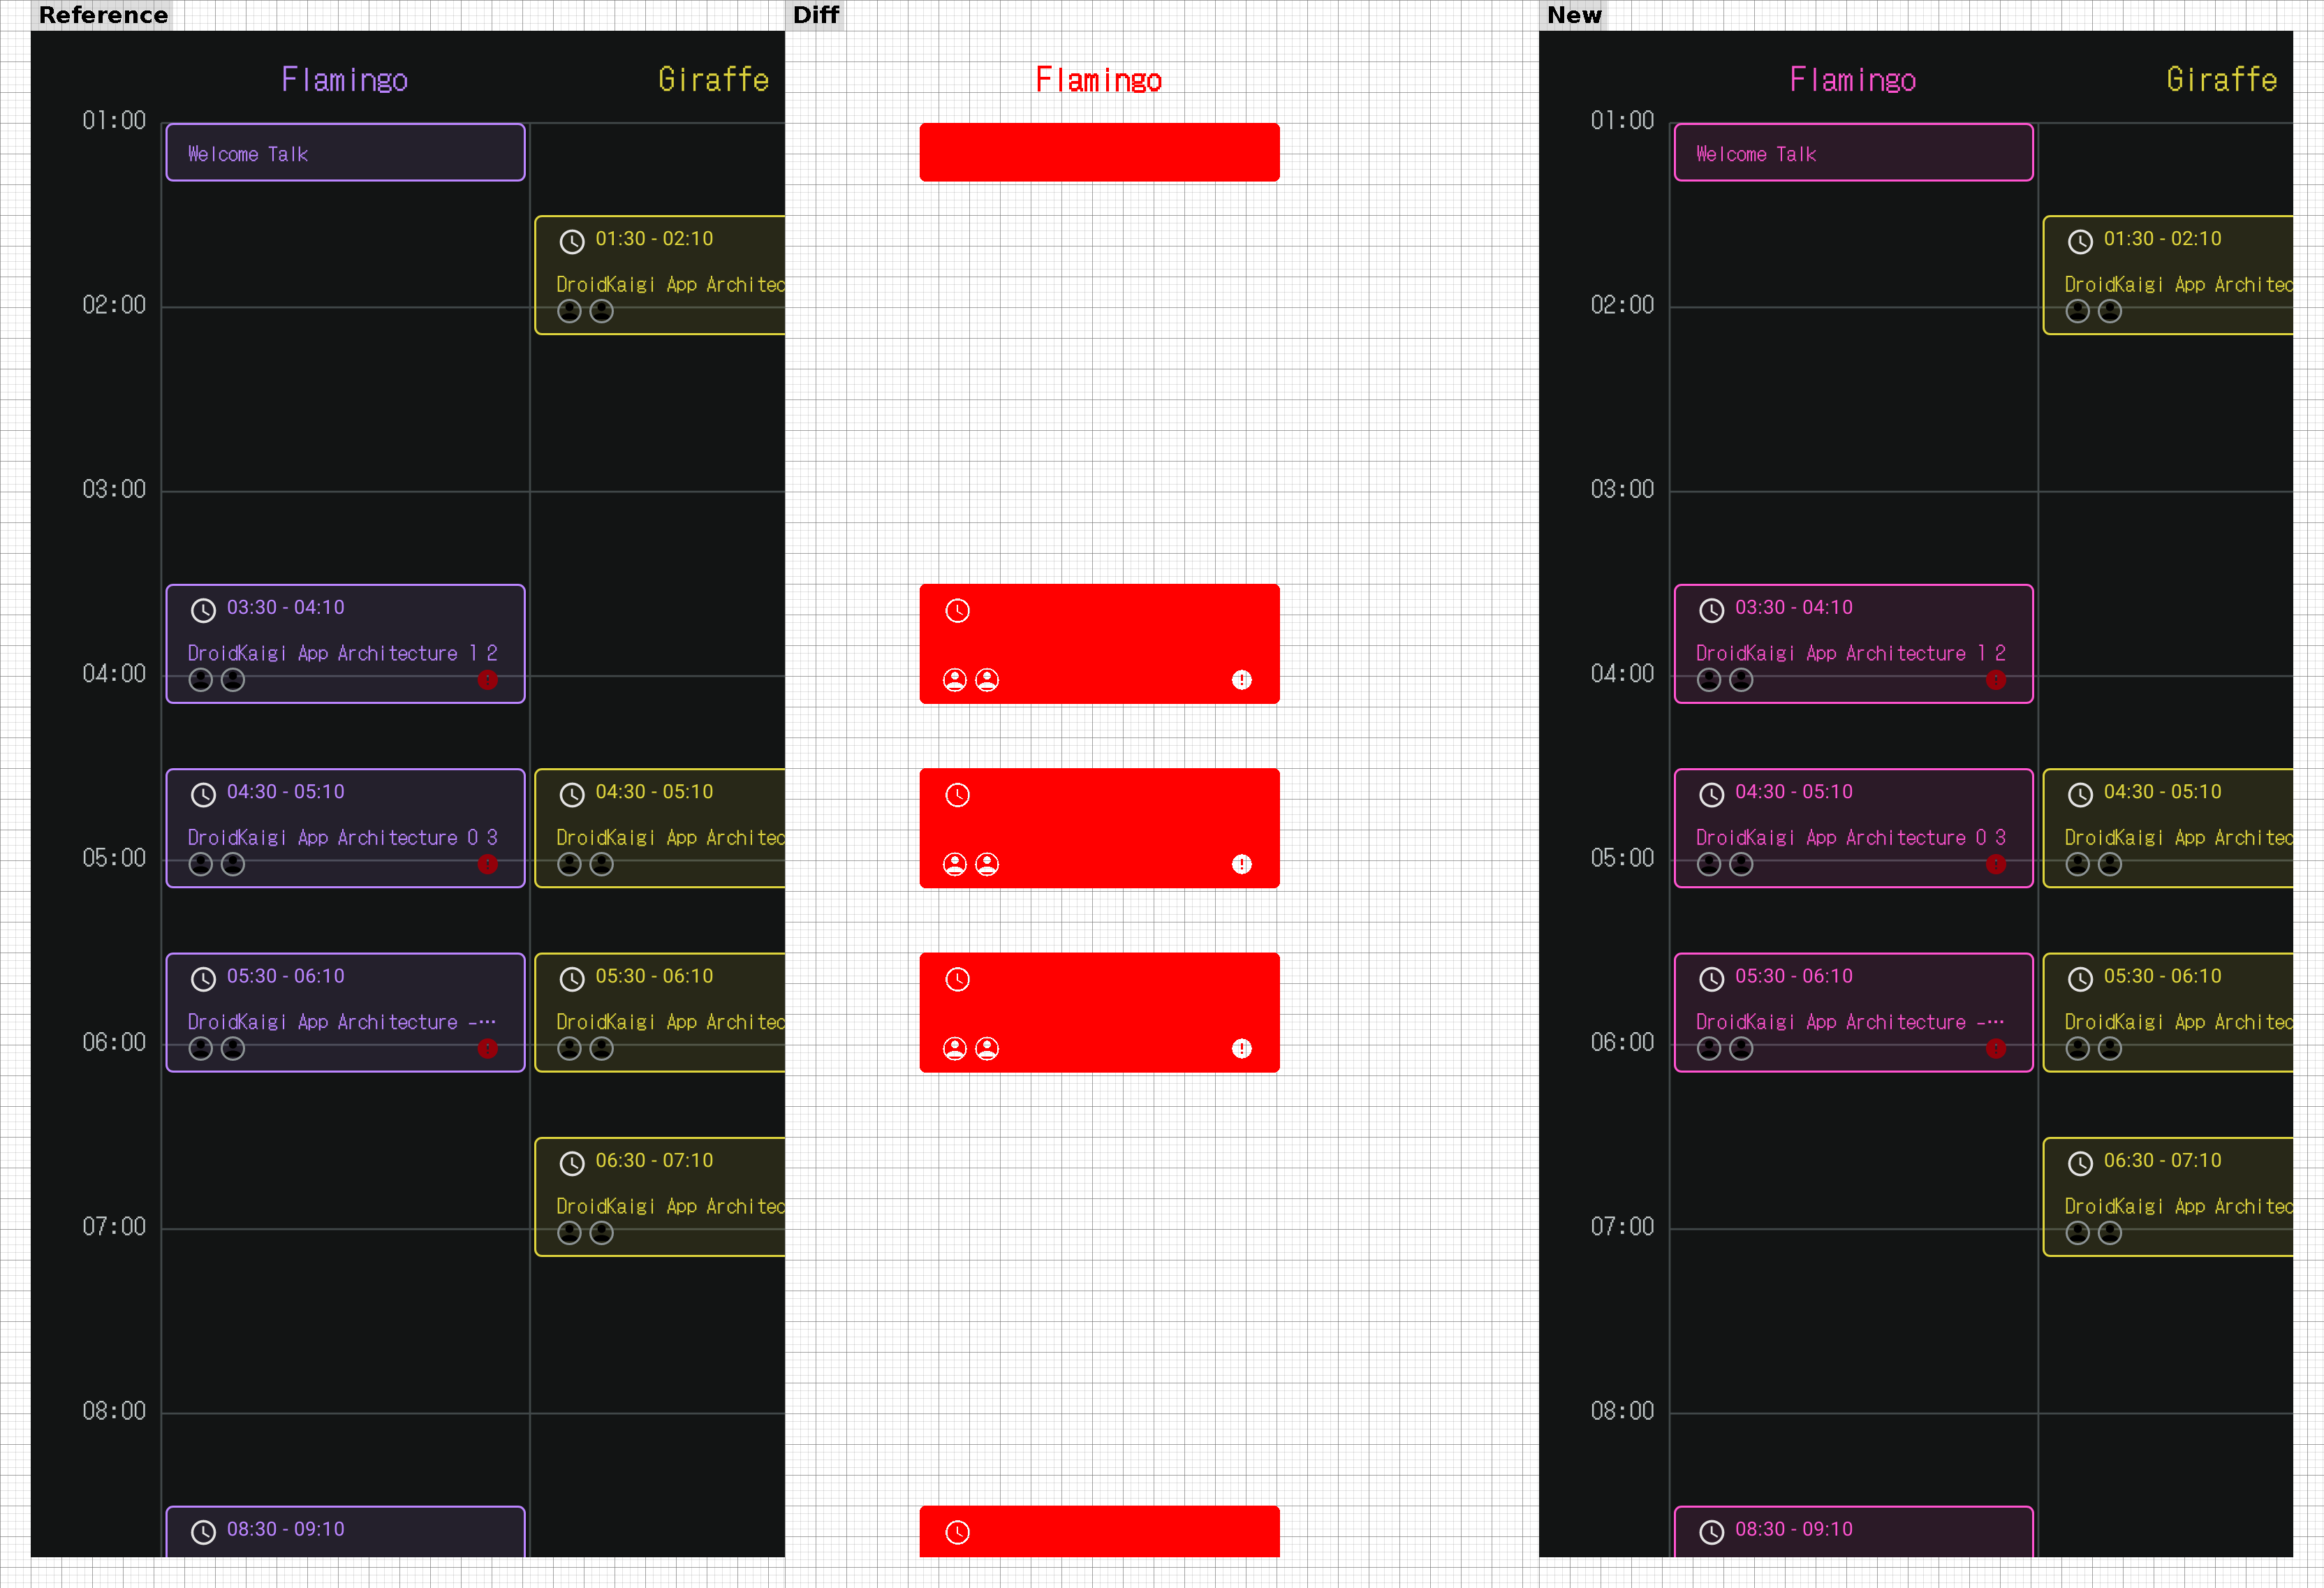 Reference
Flamingo
Giraffe
01:00
Welcome Talk
01:30 - 02:10
DroidKaigi App Architec
02:00
03:00
03:30 - 04:10
DroidKaigi App Architecture 1 2
04:00
04:30 - 05:10
DroidKaigi App Architecture 0 3
04:30 - 05:10
DroidKaigi App Architec
05:00
05:30 - 06:10
DroidKaigi App Architecture -…
05:30 - 06:10
DroidKaigi App Architec
06:00
06:30 - 07:10
DroidKaigi App Architec
07:00
08:00
08:30 - 09:10
Diff
Flamingo
New
Flamingo
Giraffe
01:00
Welcome Talk
01:30 - 02:10
DroidKaigi App Architec
02:00
03:00
03:30 - 04:10
DroidKaigi App Architecture 1 2
04:00
04:30 - 05:10
DroidKaigi App Architecture 0 3
04:30 - 05:10
DroidKaigi App Architec
05:00
05:30 - 06:10
DroidKaigi App Architecture -…
05:30 - 06:10
DroidKaigi App Architec
06:00
06:30 - 07:10
DroidKaigi App Architec
07:00
08:00
08:30 - 09:10